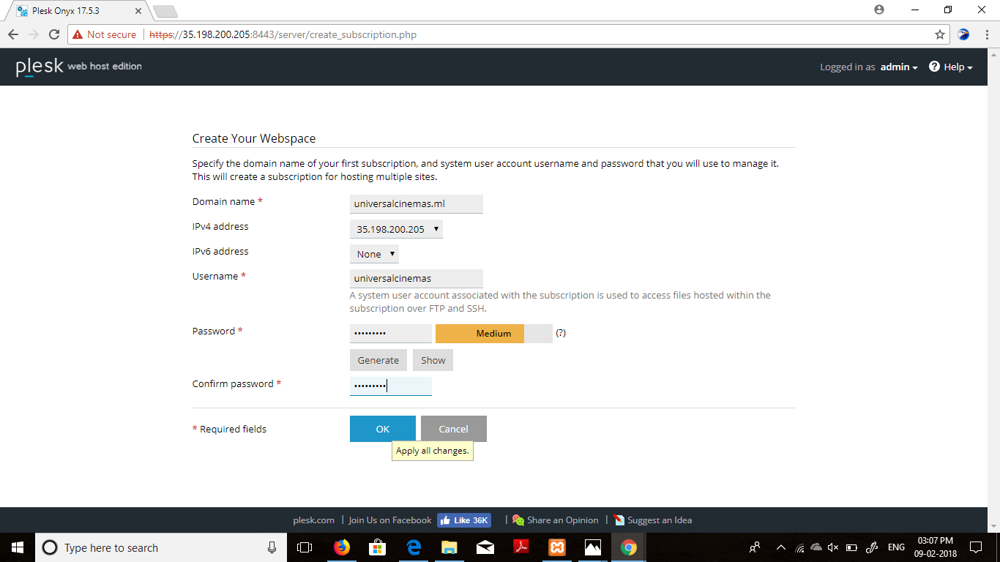 Plesk Onyx 17.5.3
Not secure https://35.198.200.205:8443/server/create_subscription.php
plesk web host edition
Logged in as admin Help
Create Your Webspace
Specify the domain name of your first subscription, and system user account username and password that you will use to manage it.
This will create a subscription for hosting multiple sites.
Domain name * universalcinemas.ml
IPv4 address 35.198.200.205
IPv6 address None
Username * universalcinemas
A system user account associated with the subscription is used to access files hosted within the
subscription over FTP and SSH.
Password * ••••••••• Medium (?)
Generate Show
Confirm password * •••••••••
* Required fields OK Cancel
Apply all changes.
plesk.com | Join Us on Facebook Like 36K | Share an Opinion | Suggest an Idea
Type here to search
ENG
03:07 PM
09-02-2018